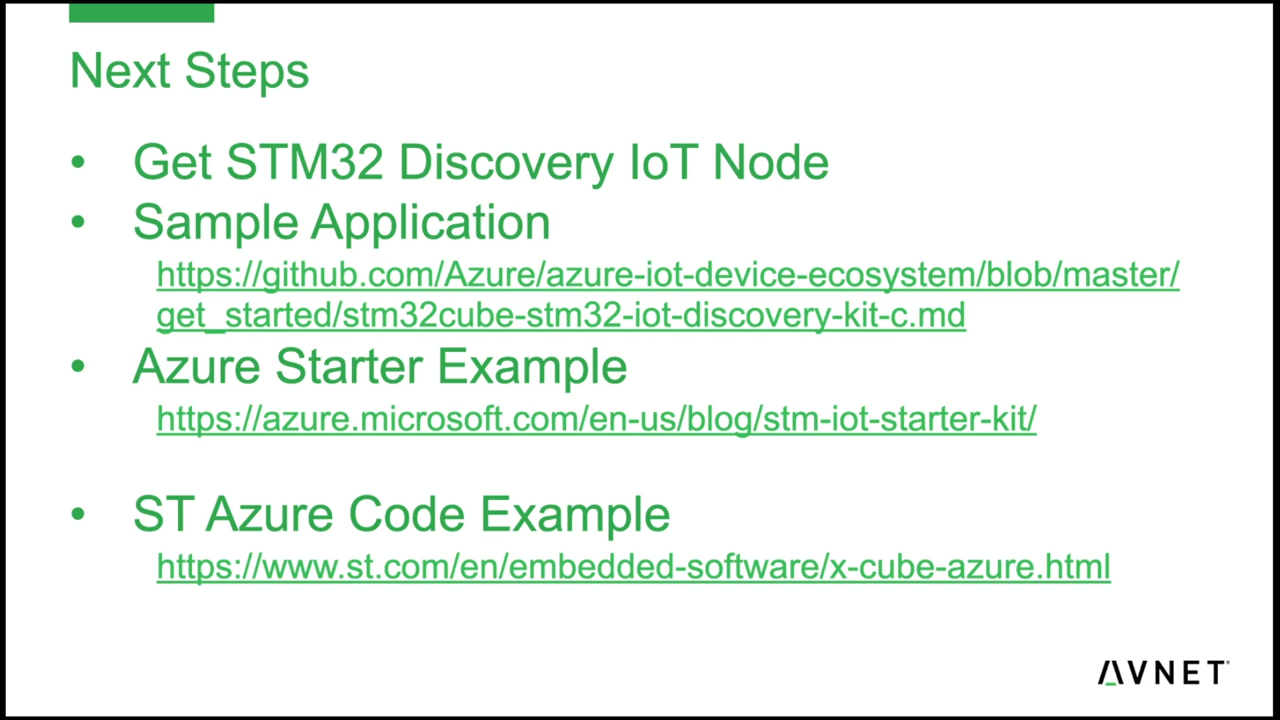 Next Steps
• Get STM32 Discovery IoT Node
• Sample Application
https://github.com/Azure/azure-iot-device-ecosystem/blob/master/
get_started/stm32cube-stm32-iot-discovery-kit-c.md
• Azure Starter Example
https://azure.microsoft.com/en-us/blog/stm-iot-starter-kit/
• ST Azure Code Example
https://www.st.com/en/embedded-software/x-cube-azure.html
AVNET